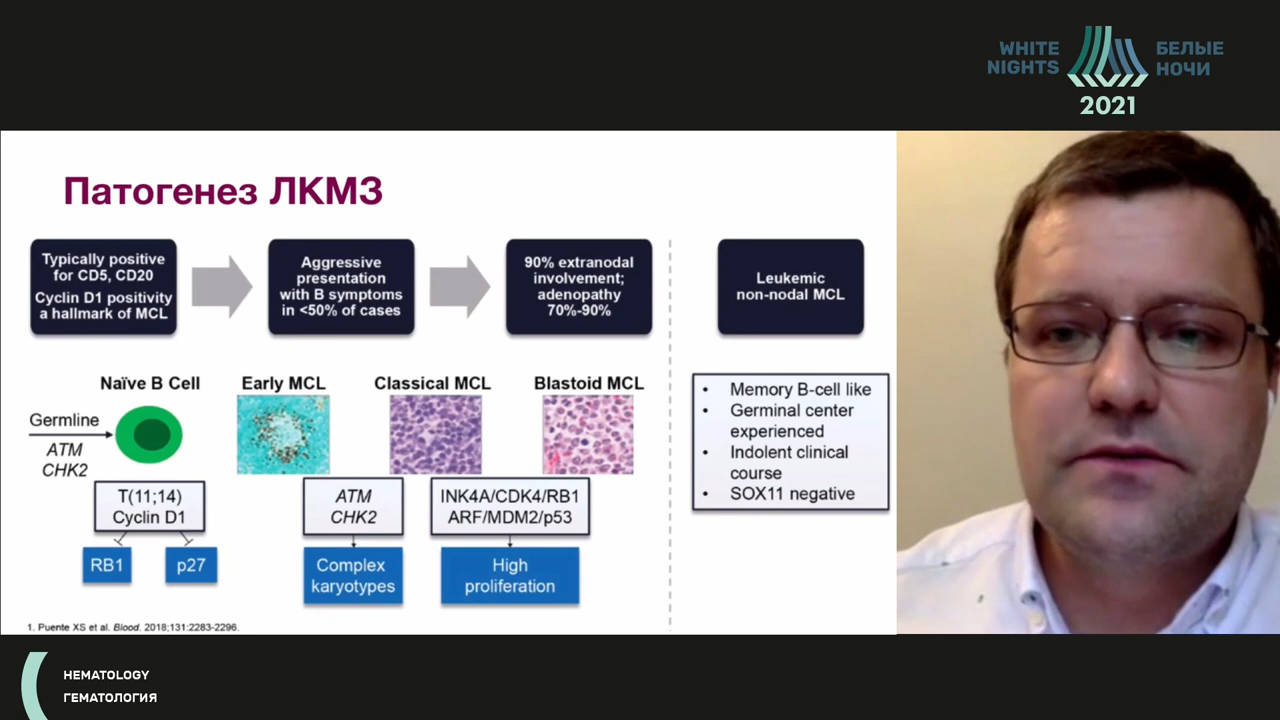 WHITE
NIGHTS
БЕЛЫЕ
НОЧИ
2021
Патогенез ЛКМЗ
Typically positive
for CD5, CD20
Cyclin D1 positivity
a hallmark of MCL
Aggressive
presentation
with B symptoms
in <50% of cases
90% extranodal
involvement;
adenopathy
70%-90%
Leukemic
non-nodal MCL
Naïve B Cell
Early MCL
Classical MCL
Blastoid MCL
Germline
ATM
CHK2
T(11;14)
Cyclin D1
RB1
p27
ATM
CHK2
Complex
karyotypes
INK4A/CDK4/RB1
ARF/MDM2/p53
High
proliferation
• Memory B-cell like
• Germinal center
experienced
• Indolent clinical
course
• SOX11 negative
1. Puente XS et al. Blood. 2018;131:2283-2296.
HEMATOLOGY
ГЕМАТОЛОГИЯ